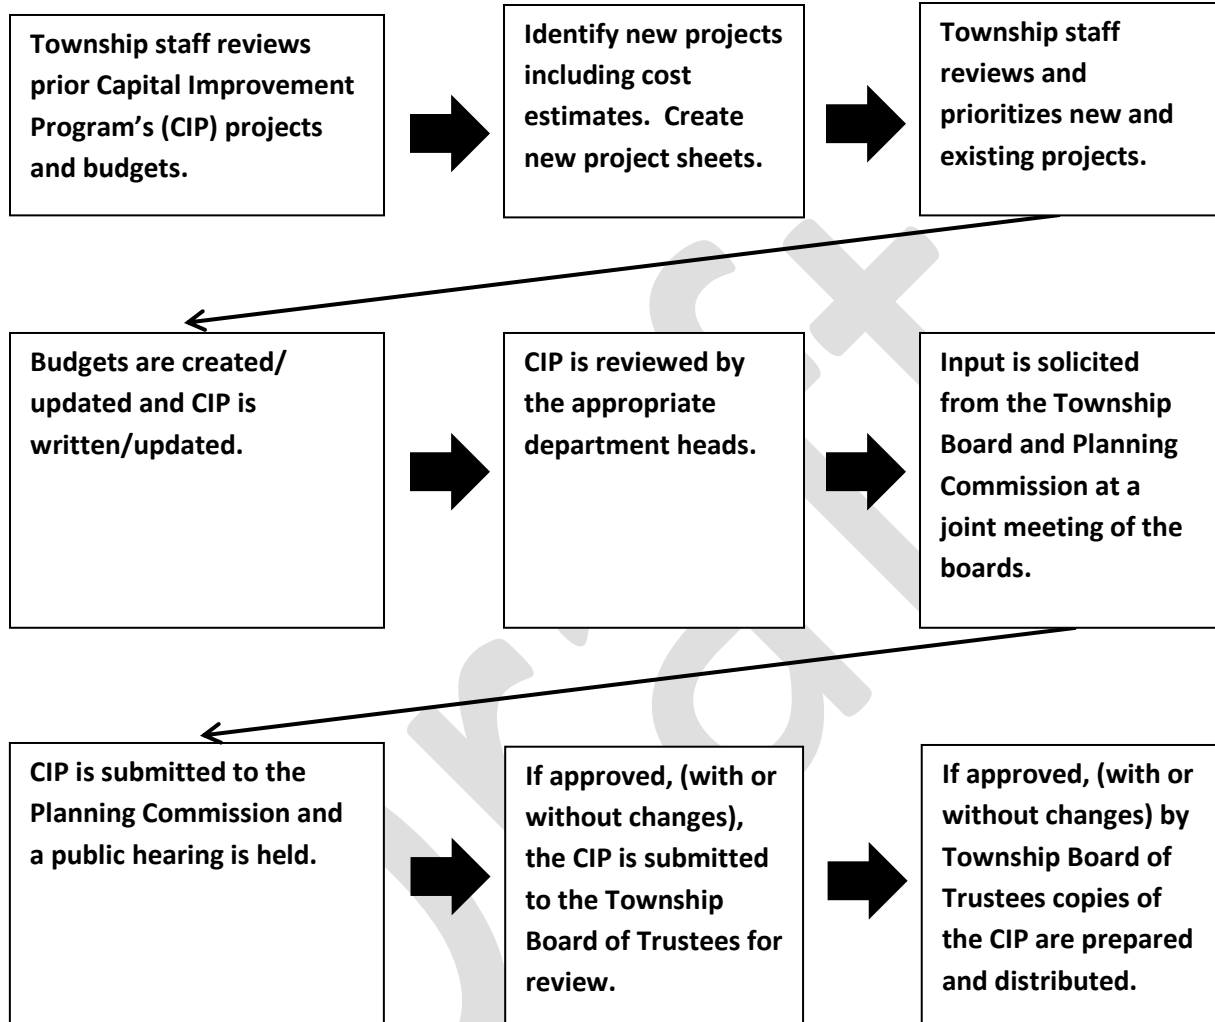 Township staff reviews
prior Capital Improvement
Program’s (CIP) projects
and budgets.
Identify new projects
including cost
estimates.  Create
new project sheets.
Township staff
reviews and
prioritizes new and
existing projects.
Budgets are created/
updated and CIP is
written/updated.
CIP is reviewed by
the appropriate
department heads.
Input is solicited
from the Township
Board and Planning
Commission at a
joint meeting of the
boards.
CIP is submitted to the
Planning Commission and
a public hearing is held.
If approved, (with or
without changes),
the CIP is submitted
to the Township
Board of Trustees for
review.
If approved, (with or
without changes) by
Township Board of
Trustees copies of
the CIP are prepared
and distributed.
Draft